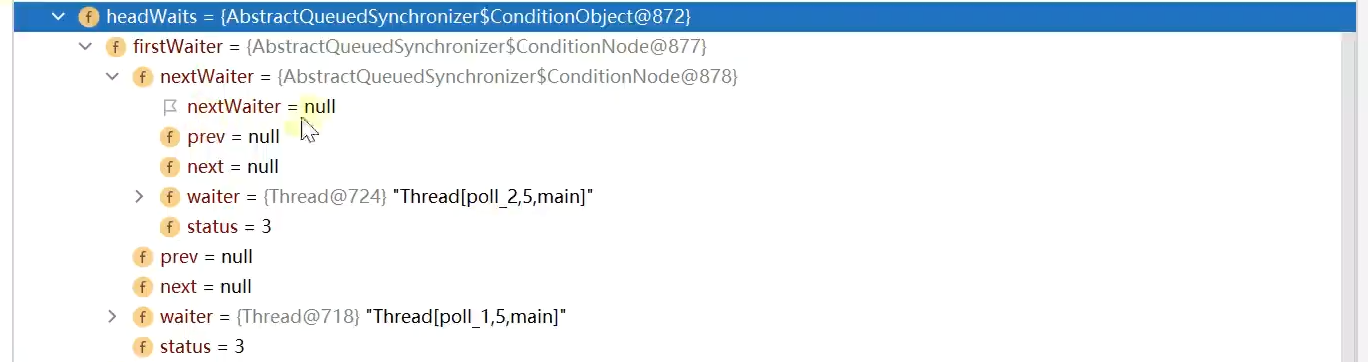 f headWaits = {AbstractQueuedSynchronizer$ConditionObject@872}
f firstWaiter = {AbstractQueuedSynchronizer$ConditionNode@877}
f nextWaiter = {AbstractQueuedSynchronizer$ConditionNode@878}
nextWaiter = null
f prev = null
f next = null
f waiter = {Thread@724} "Thread[poll_2,5,main]"
f status = 3
f prev = null
f next = null
f waiter = {Thread@718} "Thread[poll_1,5,main]"
f status = 3